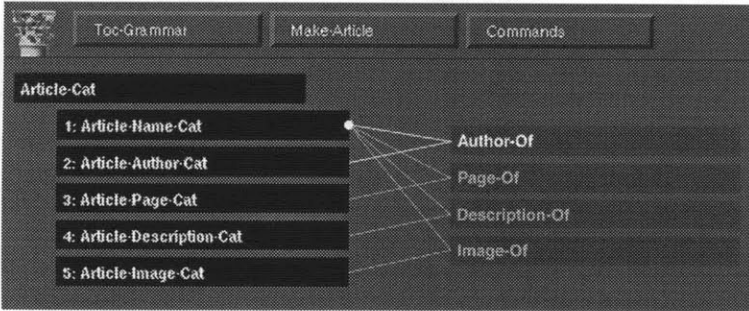 Toc-Grammar Make-Article Commands
Article-Cat
1: Article-Name-Cat
2: Article-Author-Cat
3: Article-Page-Cat
4: Article-Description-Cat
5: Article-Image-Cat
Author-Of
Page-Of
Description-Of
Image-Of